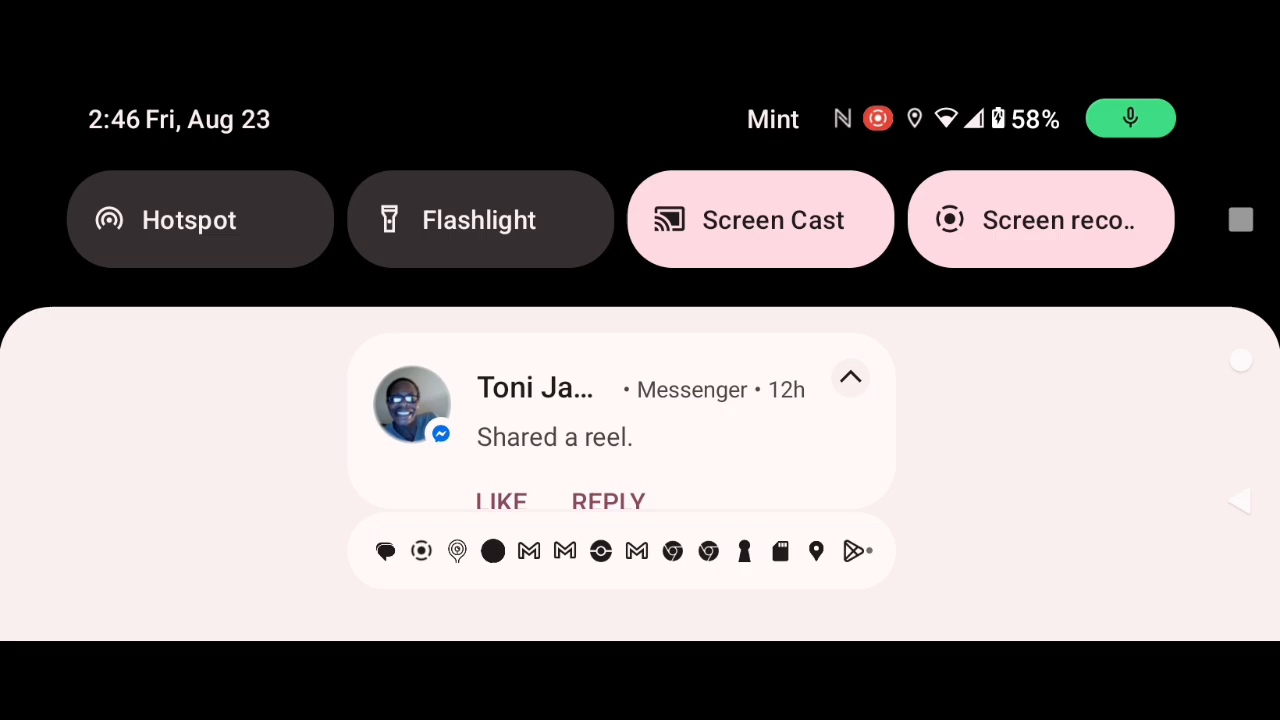 2:46 Fri, Aug 23 Mint 58%
Hotspot Flashlight Screen Cast Screen reco..
Toni Ja... • Messenger • 12h
Shared a reel.
LIKE REPLY